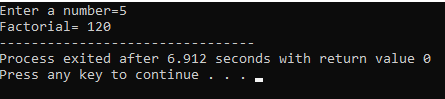 Enter a number=5
Factorial= 120
--------------------------------
Process exited after 6.912 seconds with return value 0
Press any key to continue . . .